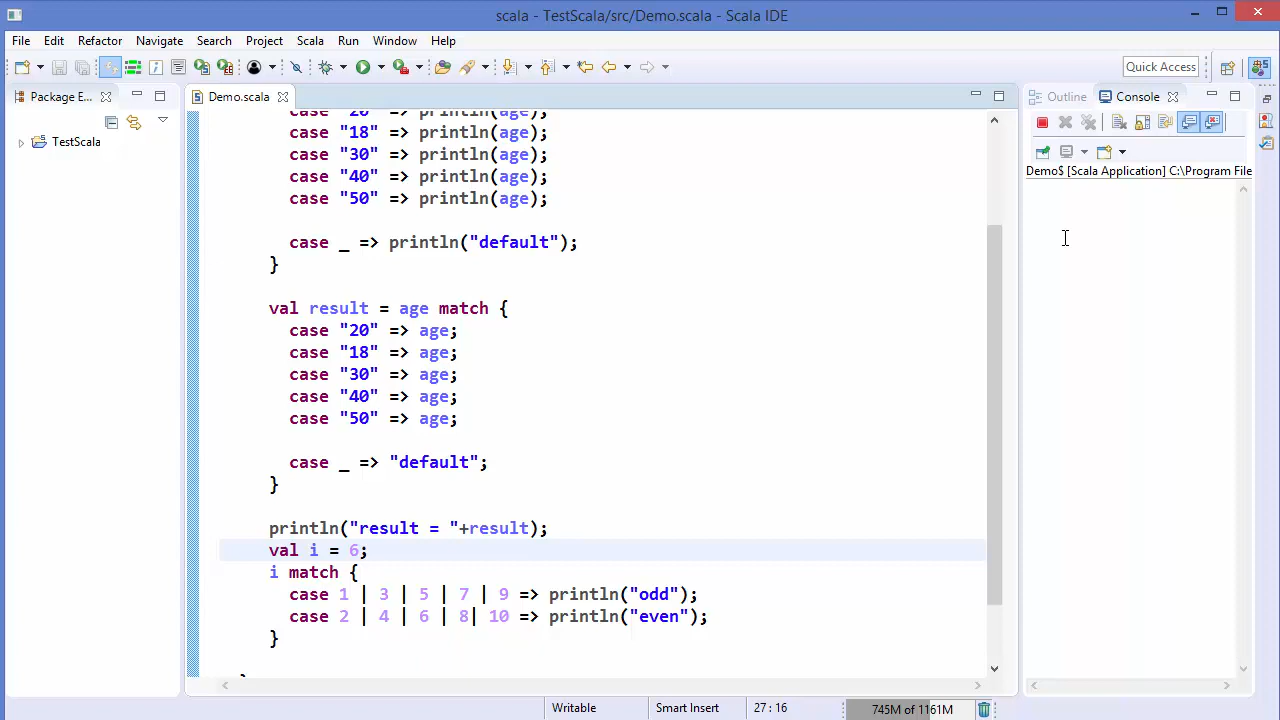 scala - TestScala/src/Demo.scala - Scala IDE
File Edit Refactor Navigate Search Project Scala Run Window Help
Quick Access
Package E...
Demo.scala
Outline Console
TestScala
Demo$ [Scala Application] C:\Program File
case "20" => println(age);
case "18" => println(age);
case "30" => println(age);
case "40" => println(age);
case "50" => println(age);
case _ => println("default");
}
val result = age match {
case "20" => age;
case "18" => age;
case "30" => age;
case "40" => age;
case "50" => age;
case _ => "default";
}
println("result = "+result);
val i = 6;
i match {
case 1 | 3 | 5 | 7 | 9 => println("odd");
case 2 | 4 | 6 | 8| 10 => println("even");
}
Writable Smart Insert 27 : 16 745M of 1161M